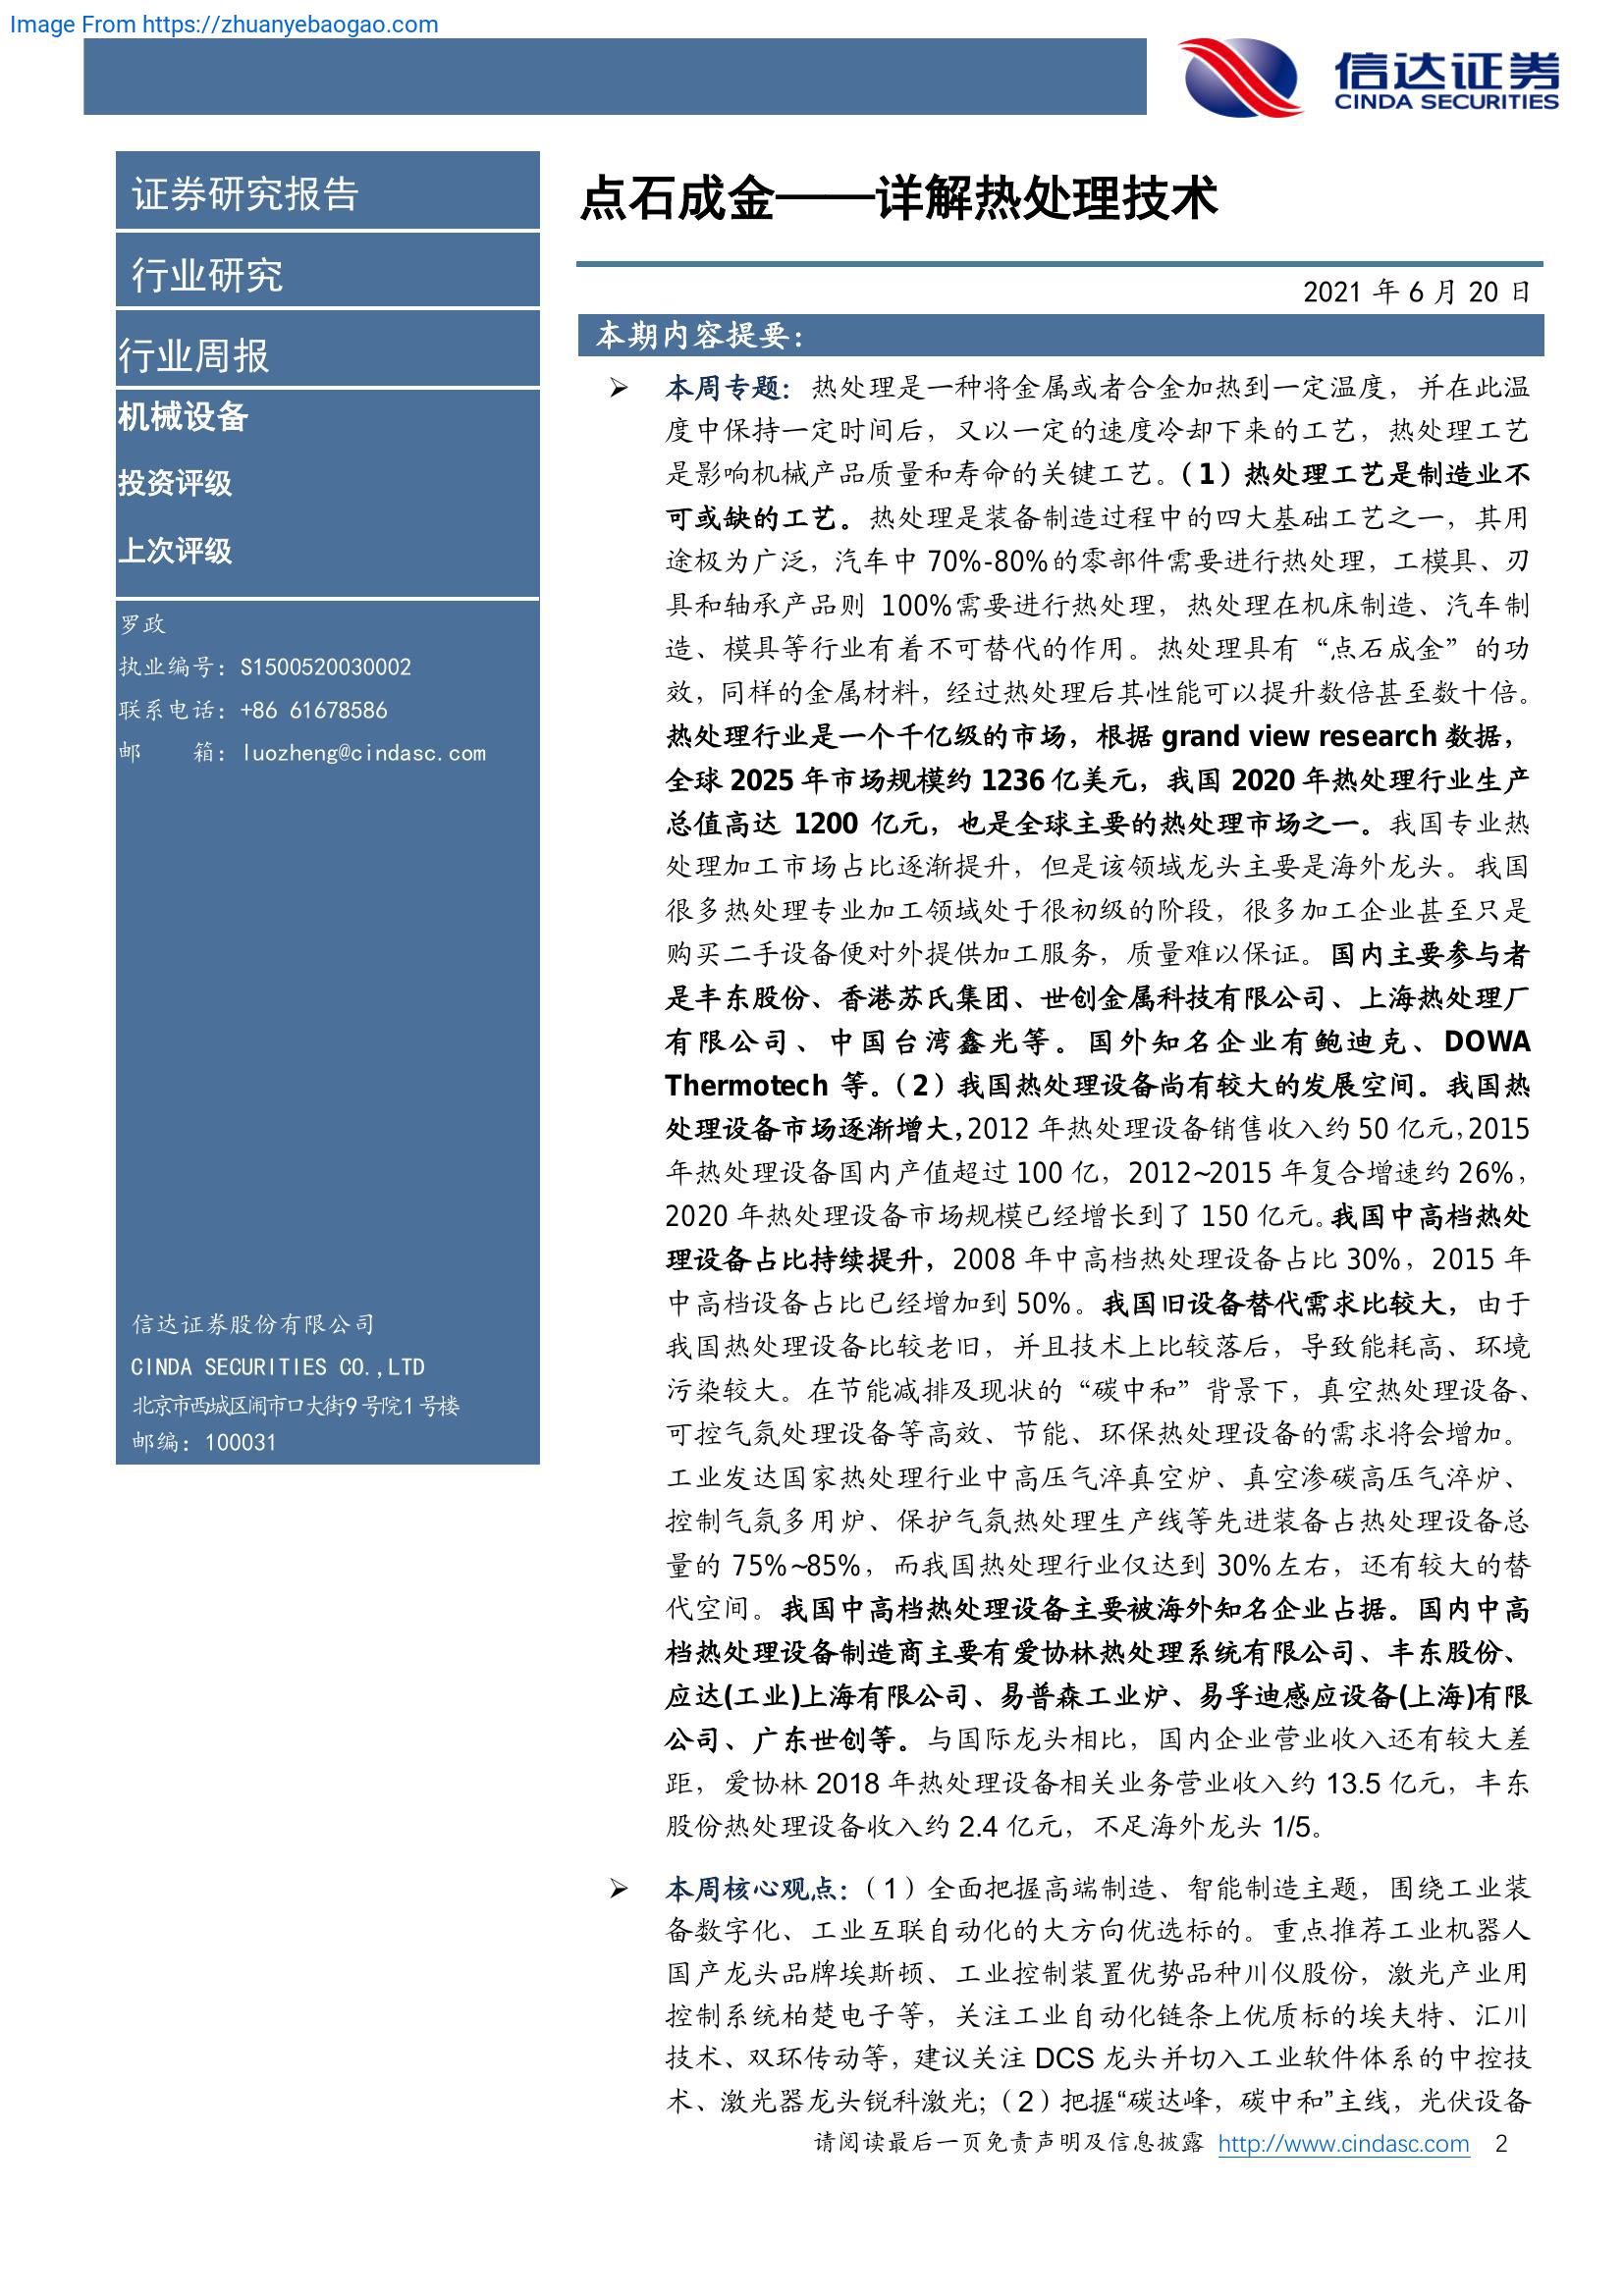 Image From https://zhuanyebaogao.com
信达证券
CINDA SECURITIES
证券研究报告
行业研究
行业周报
机械设备
投资评级
上次评级
罗政
执业编号：S1500520030002
联系电话：+86 61678586
邮 箱：luozheng@cindasc.com
信达证券股份有限公司
CINDA SECURITIES CO.,LTD
北京市西城区闹市口大街9号院1号楼
邮编：100031
点石成金——详解热处理技术
2021 年 6 月 20 日
本期内容提要：
➢ 本周专题：热处理是一种将金属或者合金加热到一定温度，并在此温
度中保持一定时间后，又以一定的速度冷却下来的工艺，热处理工艺
是影响机械产品质量和寿命的关键工艺。（1）热处理工艺是制造业不
可或缺的工艺。热处理是装备制造过程中的四大基础工艺之一，其用
途极为广泛，汽车中 70%-80%的零部件需要进行热处理，工模具、刃
具和轴承产品则 100%需要进行热处理，热处理在机床制造、汽车制
造、模具等行业有着不可替代的作用。热处理具有“点石成金”的功
效，同样的金属材料，经过热处理后其性能可以提升数倍甚至数十倍。
热处理行业是一个千亿级的市场，根据 grand view research 数据，
全球 2025 年市场规模约 1236 亿美元，我国 2020 年热处理行业生产
总值高达 1200 亿元，也是全球主要的热处理市场之一。我国专业热
处理加工市场占比逐渐提升，但是该领域龙头主要是海外龙头。我国
很多热处理专业加工领域处于很初级的阶段，很多加工企业甚至只是
购买二手设备便对外提供加工服务，质量难以保证。国内主要参与者
是丰东股份、香港苏氏集团、世创金属科技有限公司、上海热处理厂
有限公司、中国台湾鑫光等。国外知名企业有鲍迪克、DOWA
Thermotech 等。（2）我国热处理设备尚有较大的发展空间。我国热
处理设备市场逐渐增大，2012 年热处理设备销售收入约 50 亿元，2015
年热处理设备国内产值超过 100 亿，2012~2015 年复合增速约 26%，
2020 年热处理设备市场规模已经增长到了 150 亿元。我国中高档热处
理设备占比持续提升，2008 年中高档热处理设备占比 30%，2015 年
中高档设备占比已经增加到 50%。我国旧设备替代需求比较大，由于
我国热处理设备比较老旧，并且技术上比较落后，导致能耗高、环境
污染较大。在节能减排及现状的“碳中和”背景下，真空热处理设备、
可控气氛处理设备等高效、节能、环保热处理设备的需求将会增加。
工业发达国家热处理行业中高压气淬真空炉、真空渗碳高压气淬炉、
控制气氛多用炉、保护气氛热处理生产线等先进装备占热处理设备总
量的 75%~85%，而我国热处理行业仅达到 30%左右，还有较大的替
代空间。我国中高档热处理设备主要被海外知名企业占据。国内中高
档热处理设备制造商主要有爱协林热处理系统有限公司、丰东股份、
应达(工业)上海有限公司、易普森工业炉、易孚迪感应设备(上海)有限
公司、广东世创等。与国际龙头相比，国内企业营业收入还有较大差
距，爱协林 2018 年热处理设备相关业务营业收入约 13.5 亿元，丰东
股份热处理设备收入约 2.4 亿元，不足海外龙头 1/5。
➢ 本周核心观点：（1）全面把握高端制造、智能制造主题，围绕工业装
备数字化、工业互联自动化的大方向优选标的。重点推荐工业机器人
国产龙头品牌埃斯顿、工业控制装置优势品种川仪股份，激光产业用
控制系统柏楚电子等，关注工业自动化链条上优质标的埃夫特、汇川
技术、双环传动等，建议关注 DCS 龙头并切入工业软件体系的中控技
术、激光器龙头锐科激光；（2）把握“碳达峰，碳中和”主线，光伏设备
请阅读最后一页免责声明及信息披露 http://www.cindasc.com 2